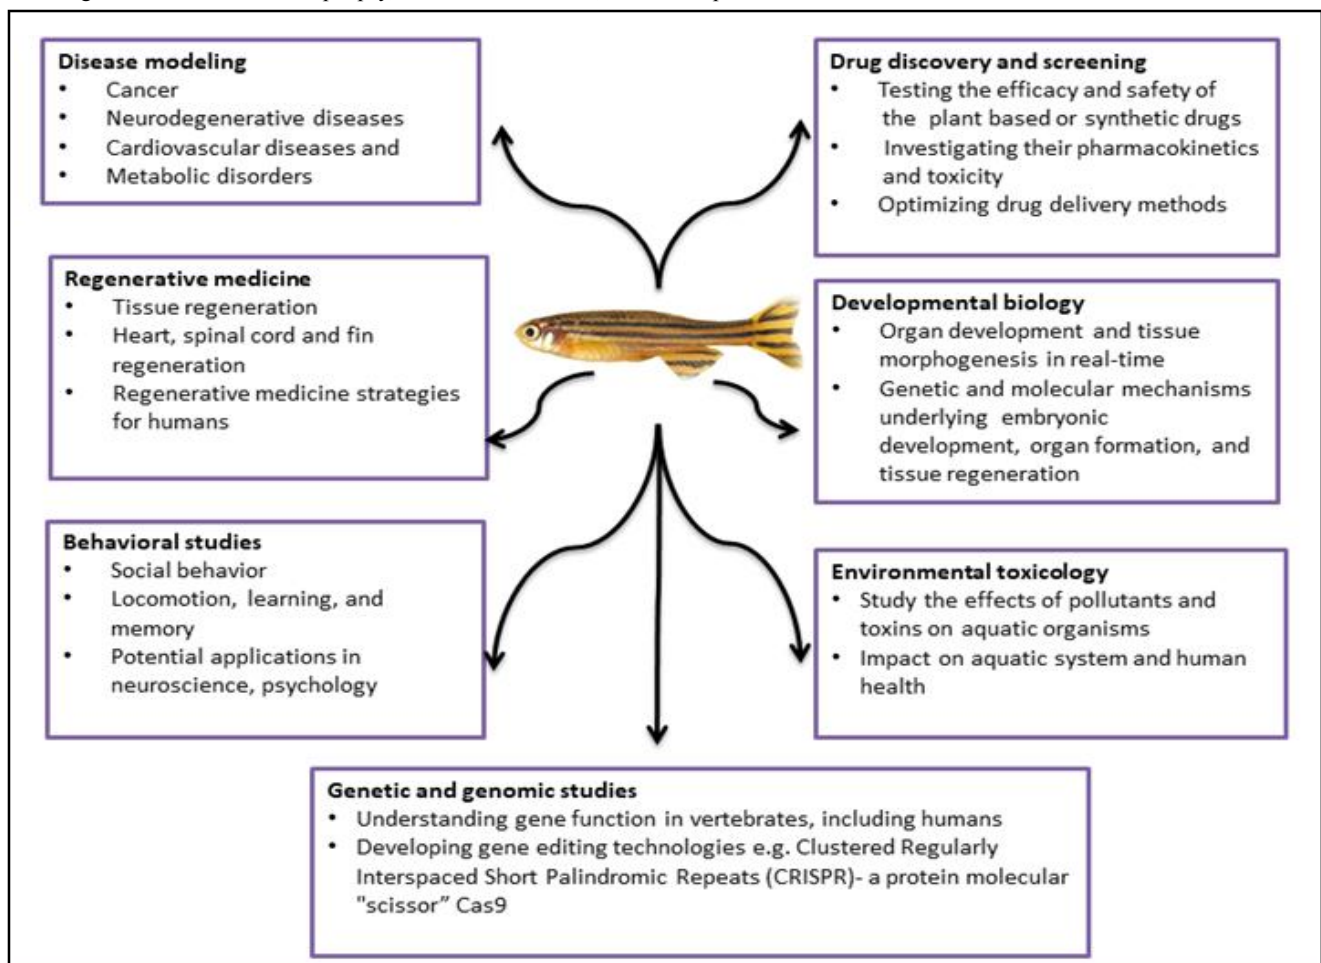 Disease modeling
• Cancer
• Neurodegenerative diseases
• Cardiovascular diseases and
• Metabolic disorders
Drug discovery and screening
• Testing the efficacy and safety of
the plant based or synthetic drugs
• Investigating their pharmacokinetics
and toxicity
• Optimizing drug delivery methods
Regenerative medicine
• Tissue regeneration
• Heart, spinal cord and fin
regeneration
• Regenerative medicine strategies
for humans
Developmental biology
• Organ development and tissue
morphogenesis in real-time
• Genetic and molecular mechanisms
underlying embryonic
development, organ formation, and
tissue regeneration
Behavioral studies
• Social behavior
• Locomotion, learning, and
memory
• Potential applications in
neuroscience, psychology
Environmental toxicology
• Study the effects of pollutants and
toxins on aquatic organisms
• Impact on aquatic system and human
health
Genetic and genomic studies
• Understanding gene function in vertebrates, including humans
• Developing gene editing technologies e.g. Clustered Regularly
Interspaced Short Palindromic Repeats (CRISPR)- a protein molecular
"scissor” Cas9